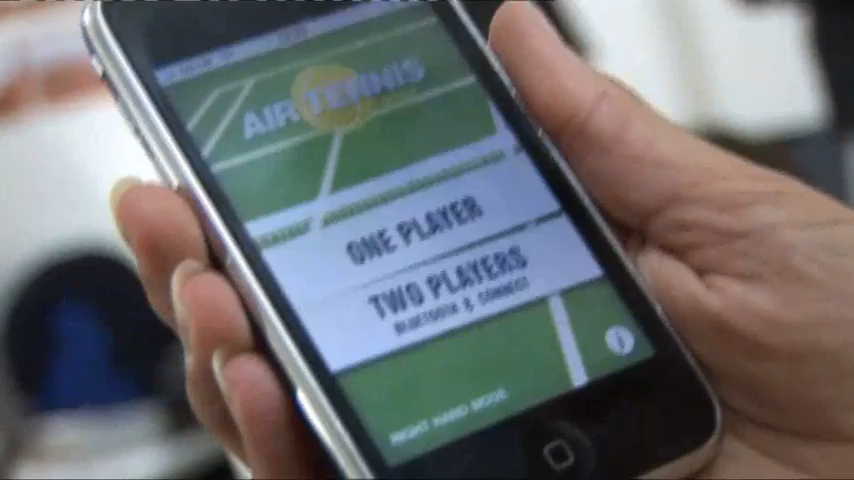 AIR TENNIS
ONE PLAYER
TWO PLAYERS
BLUETOOTH & CONNECT
i
RIGHT HAND MODE